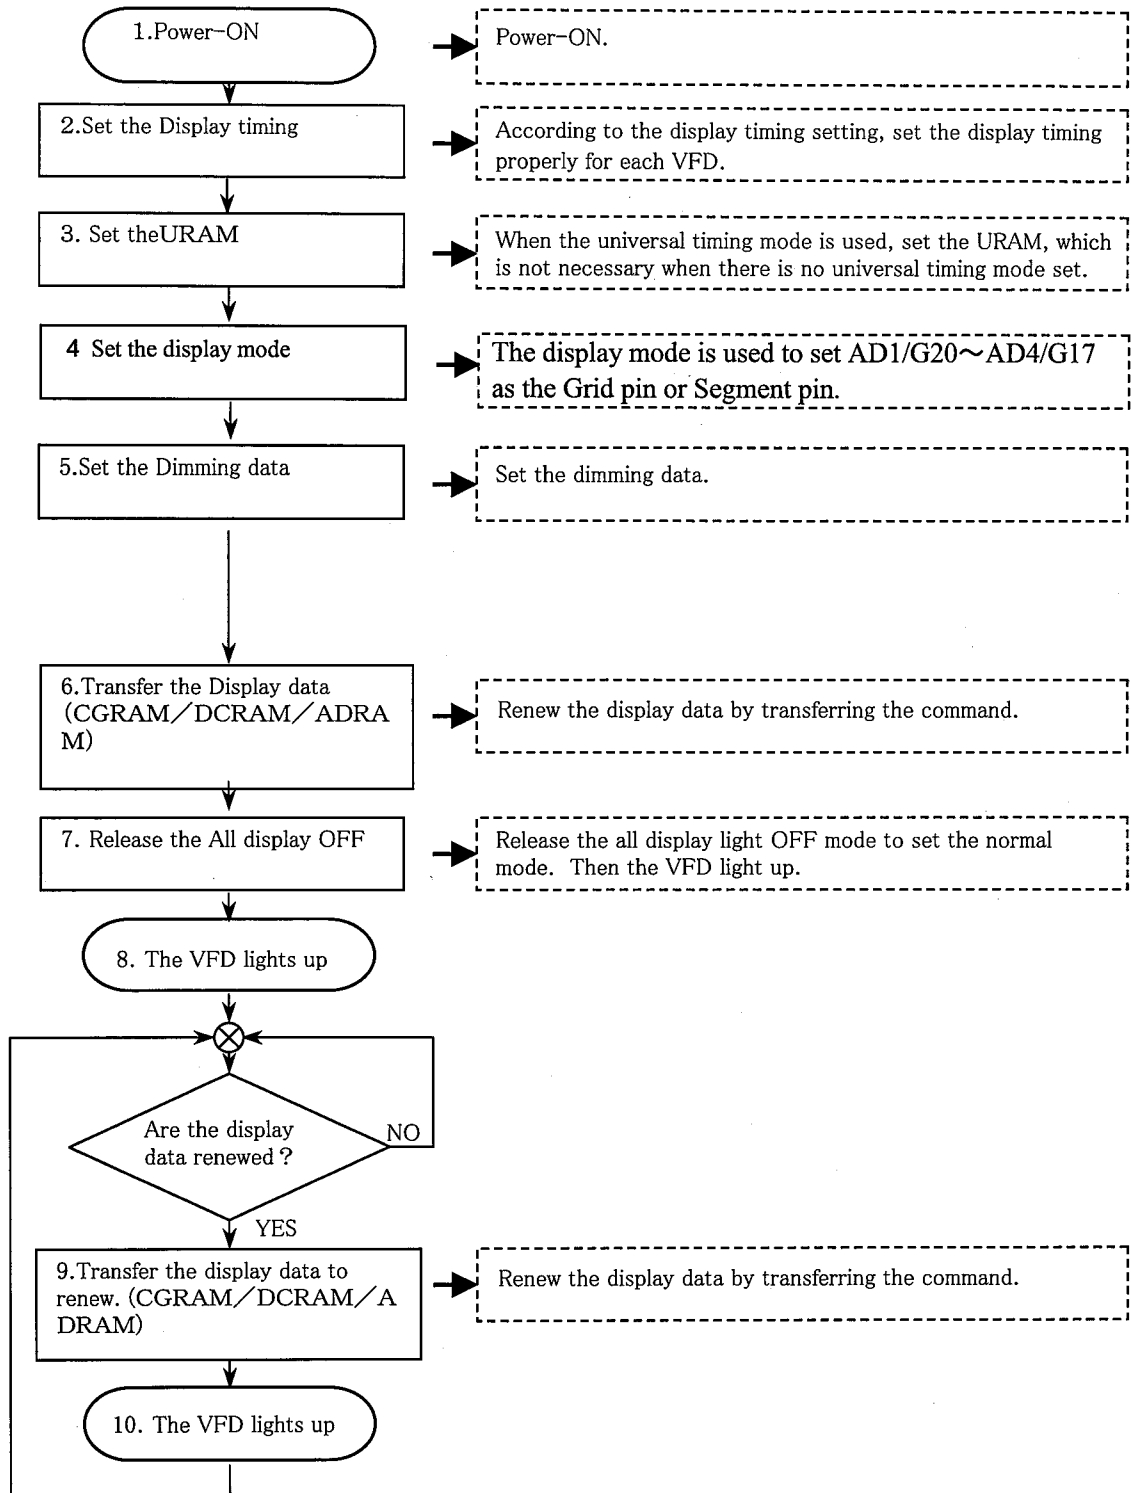 1.Power-ON
Power-ON.
2.Set the Display timing
According to the display timing setting, set the display timing
properly for each VFD.
3. Set theURAM
When the universal timing mode is used, set the URAM, which
is not necessary when there is no universal timing mode set.
4 Set the display mode
The display mode is used to set AD1/G20~AD4/G17
as the Grid pin or Segment pin.
5.Set the Dimming data
Set the dimming data.
6.Transfer the Display data
(CGRAM/DCRAM/ADRA
M)
Renew the display data by transferring the command.
7. Release the All display OFF
Release the all display light OFF mode to set the normal
mode. Then the VFD light up.
8. The VFD lights up
Are the display
data renewed?
NO
YES
9.Transfer the display data to
renew. (CGRAM/DCRAM/A
DRAM)
Renew the display data by transferring the command.
10. The VFD lights up